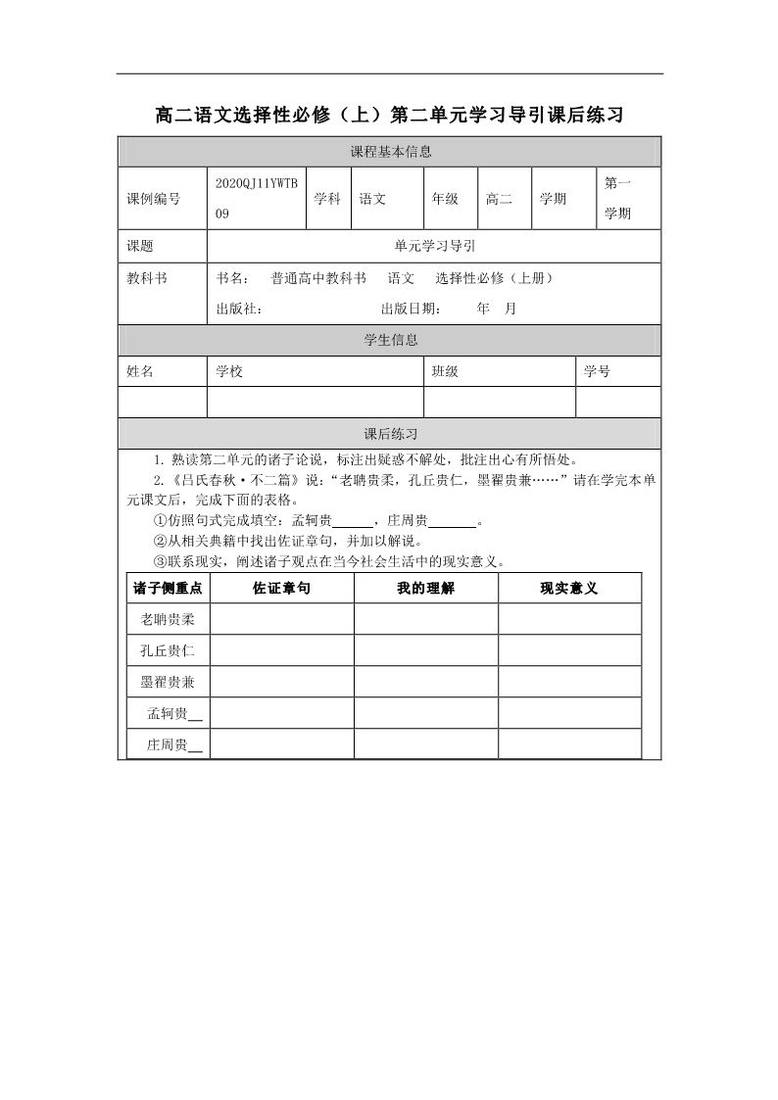 高二语文选择性必修（上）第二单元学习导引课后练习
课程基本信息
课例编号 2020QJ11YWTB09 学科 语文 年级 高二 学期 第一学期
课题 单元学习导引
教科书 书名： 普通高中教科书 语文 选择性必修（上册）
出版社： 出版日期： 年 月
学生信息
姓名 学校 班级 学号
课后练习
1. 熟读第二单元的诸子论说，标注出疑惑不解处，批注出心有所悟处。
2.《吕氏春秋·不二篇》说：“老聃贵柔，孔丘贵仁，墨翟贵兼……”请在学完本单
元课文后，完成下面的表格。
①仿照句式完成填空：孟轲贵______，庄周贵_______。
②从相关典籍中找出佐证章句，并加以解说。
③联系现实，阐述诸子观点在当今社会生活中的现实意义。
诸子侧重点 佐证章句 我的理解 现实意义
老聃贵柔
孔丘贵仁
墨翟贵兼
孟轲贵__
庄周贵__